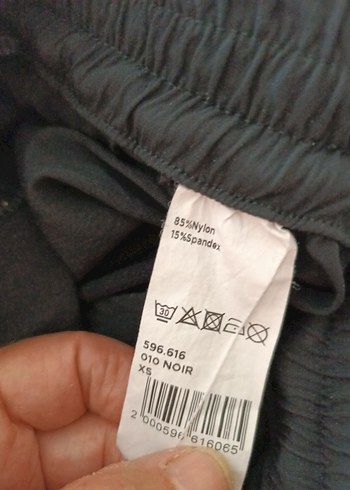 85%Nylon
15%Spandex
30
596.616
010 NOIR
XS
2 000596 616065